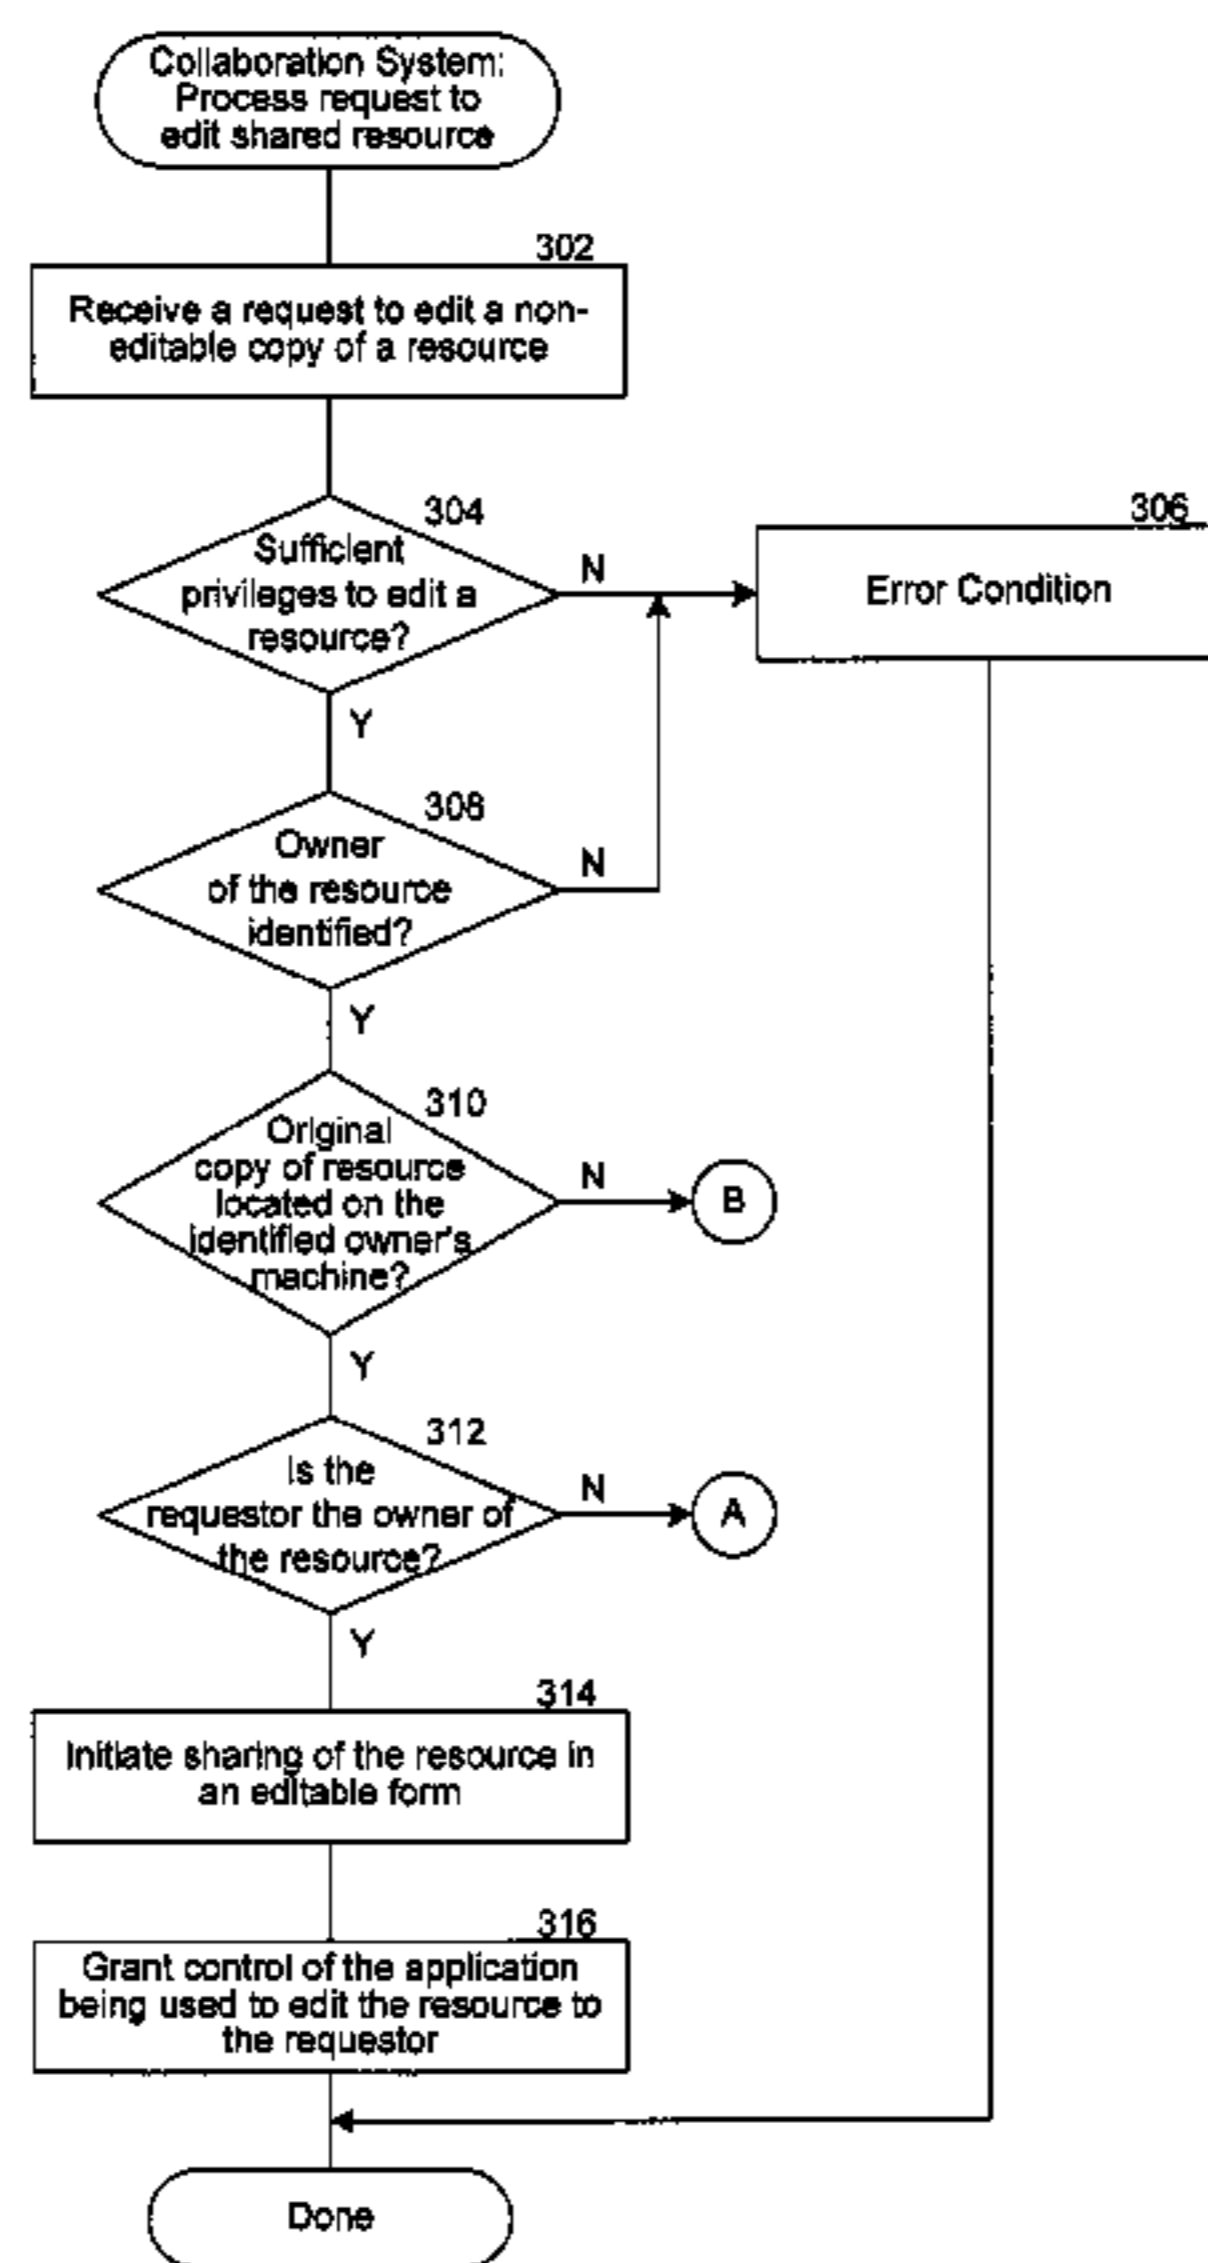 Collaboration System:
Process request to
edit shared resource
302
Receive a request to edit a non-
editable copy of a resource
304
Sufficient
privileges to edit a
resource?
N
Y
306
Error Condition
308
Owner
of the resource
identified?
N
Y
310
Original
copy of resource
located on the
identified owner's
machine?
N
B
Y
312
Is the
requestor the owner of
the resource?
N
A
Y
314
Initiate sharing of the resource in
an editable form
316
Grant control of the application
being used to edit the resource to
the requestor
Done